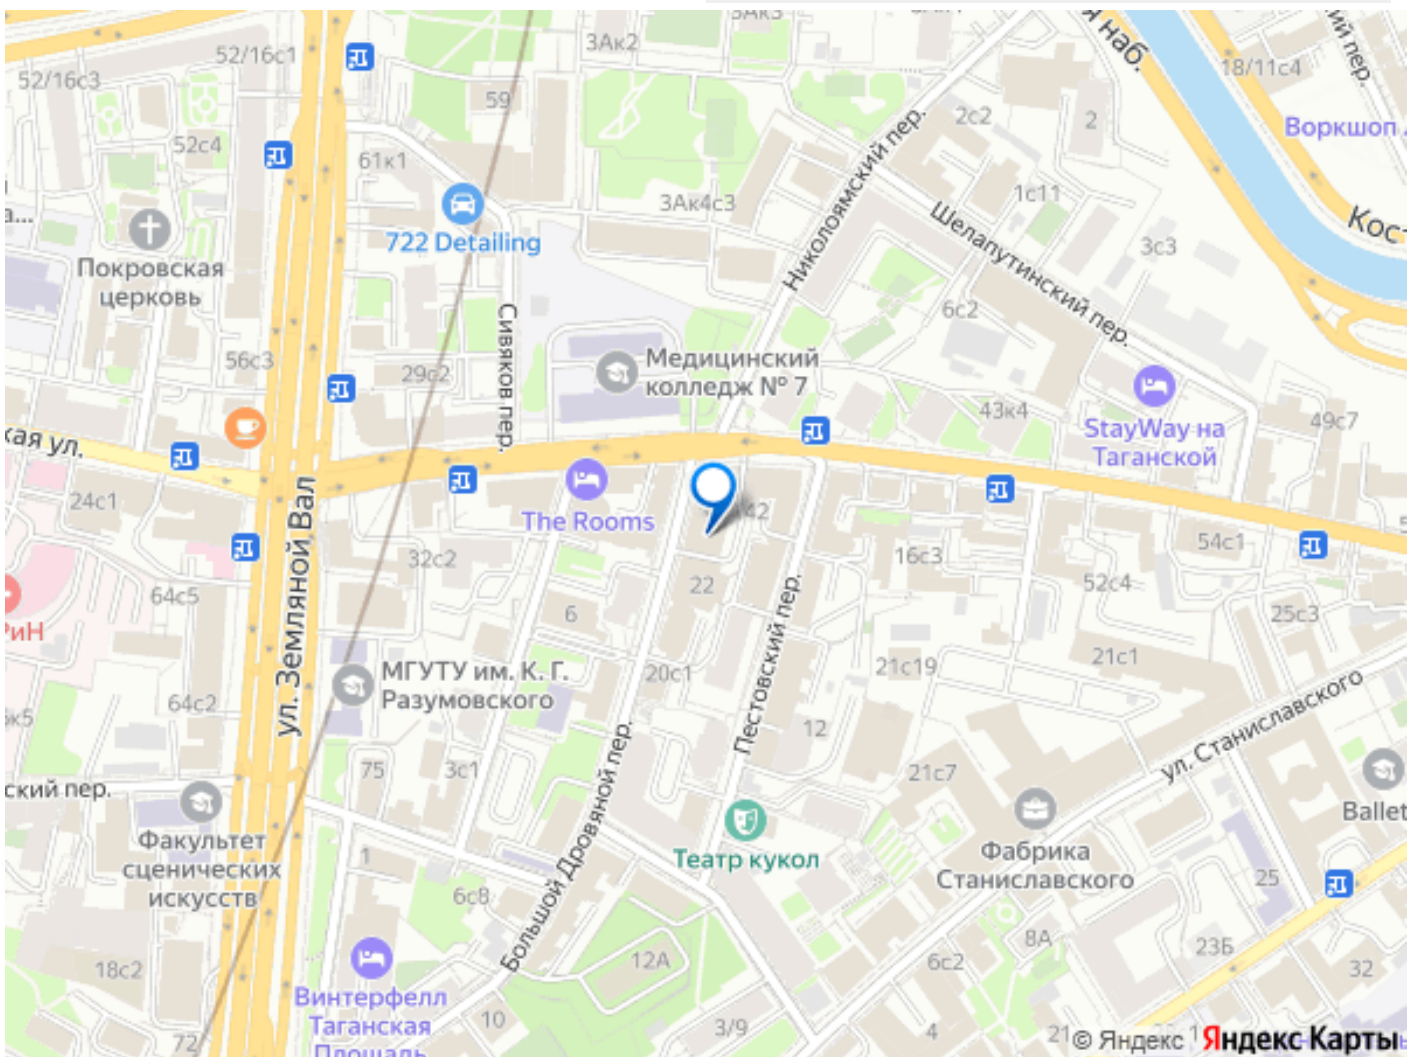 3Ак3
3Ак2
52/16с1
52/16с3
59
я наб.
пер.
18/11с4
2с2
2
Воркшоп
52с4
61к1
Николоямский пер.
3Ак4с3
1с11
Шелапутинский пер.
Кос
3с3
722 Detailing
Покровская
церковь
Сивяков пер.
6с2
56с3
29с2
Медицинский
колледж № 7
43к4
49с7
StayWay на
Таганской
кая ул.
24с1
The Rooms
42
ул. Земляной Вал
32с2
16с3
54с1
52с4
64с5
22
6
25с3
РиН
Пестовский пер.
21с1
21с19
МГУТУ им. К. Г.
Разумовского
20с1
64с2
к5
12
ул. Станиславского
75
3с1
21с7
ский пер.
Большой Дровяной пер.
Ballet
Факультет
сценических
искусств
1
Театр кукол
Фабрика
Станиславского
25
6с8
8А
23Б
12А
6с2
32
18с2
Винтерфелл
Таганская
Площадь
10
3/9
4
21
1
72
© Яндекс
Яндекс Карты